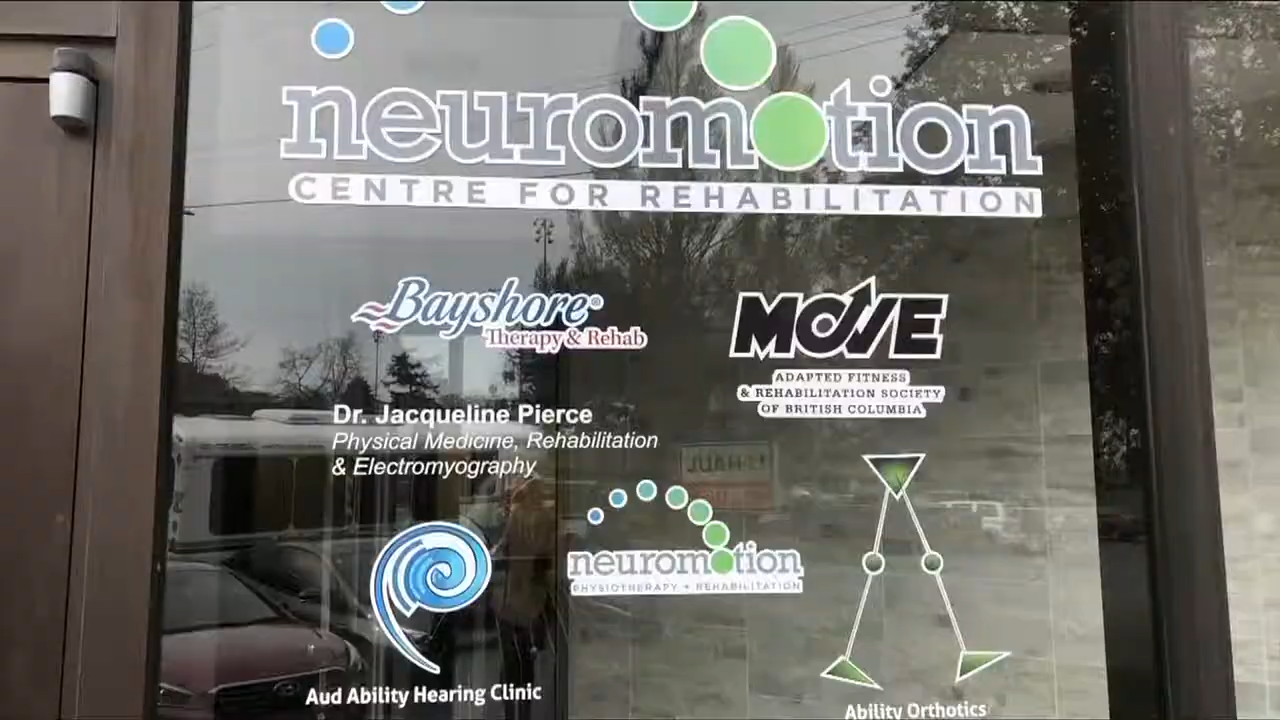 neuromotion
CENTRE FOR REHABILITATION
Bayshore®
Therapy & Rehab
MOVE
ADAPTED FITNESS
& REHABILITATION SOCIETY
OF BRITISH COLUMBIA
Dr. Jacqueline Pierce
Physical Medicine, Rehabilitation
& Electromyography
neuromotion
PHYSIOTHERAPY + REHABILITATION
Aud Ability Hearing Clinic
Ability Orthotics